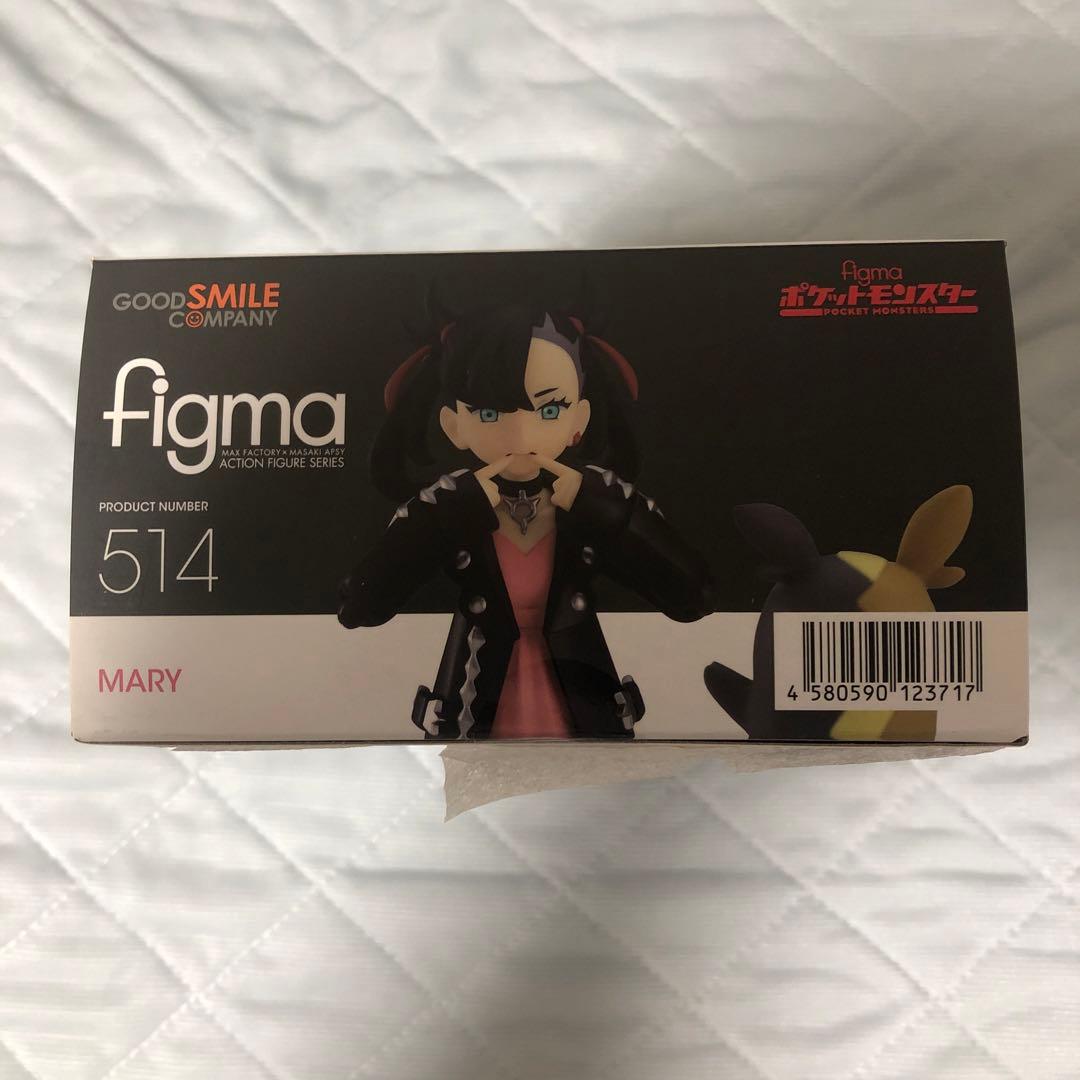 GOOD SMILE
COMPANY
figma
ポケットモンスター
POCKET MONSTERS
figma
MAX FACTORY × MASAKI APSY
ACTION FIGURE SERIES
PRODUCT NUMBER
514
MARY
4 580590 123717